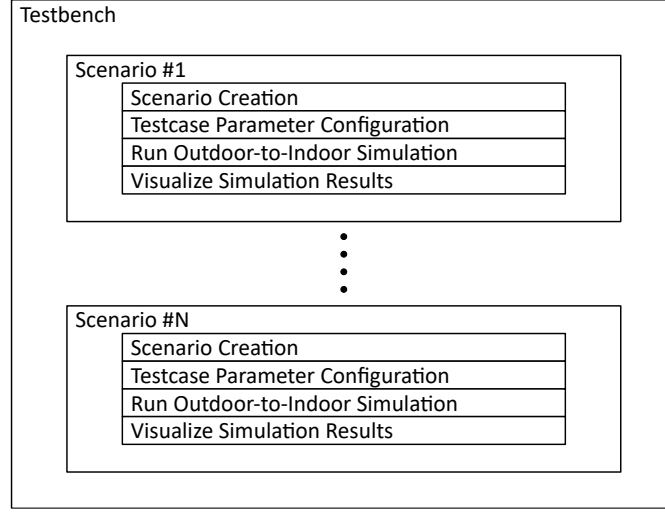 Testbench
Scenario #1
Scenario Creation
Testcase Parameter Configuration
Run Outdoor-to-Indoor Simulation
Visualize Simulation Results
Scenario #N
Scenario Creation
Testcase Parameter Configuration
Run Outdoor-to-Indoor Simulation
Visualize Simulation Results